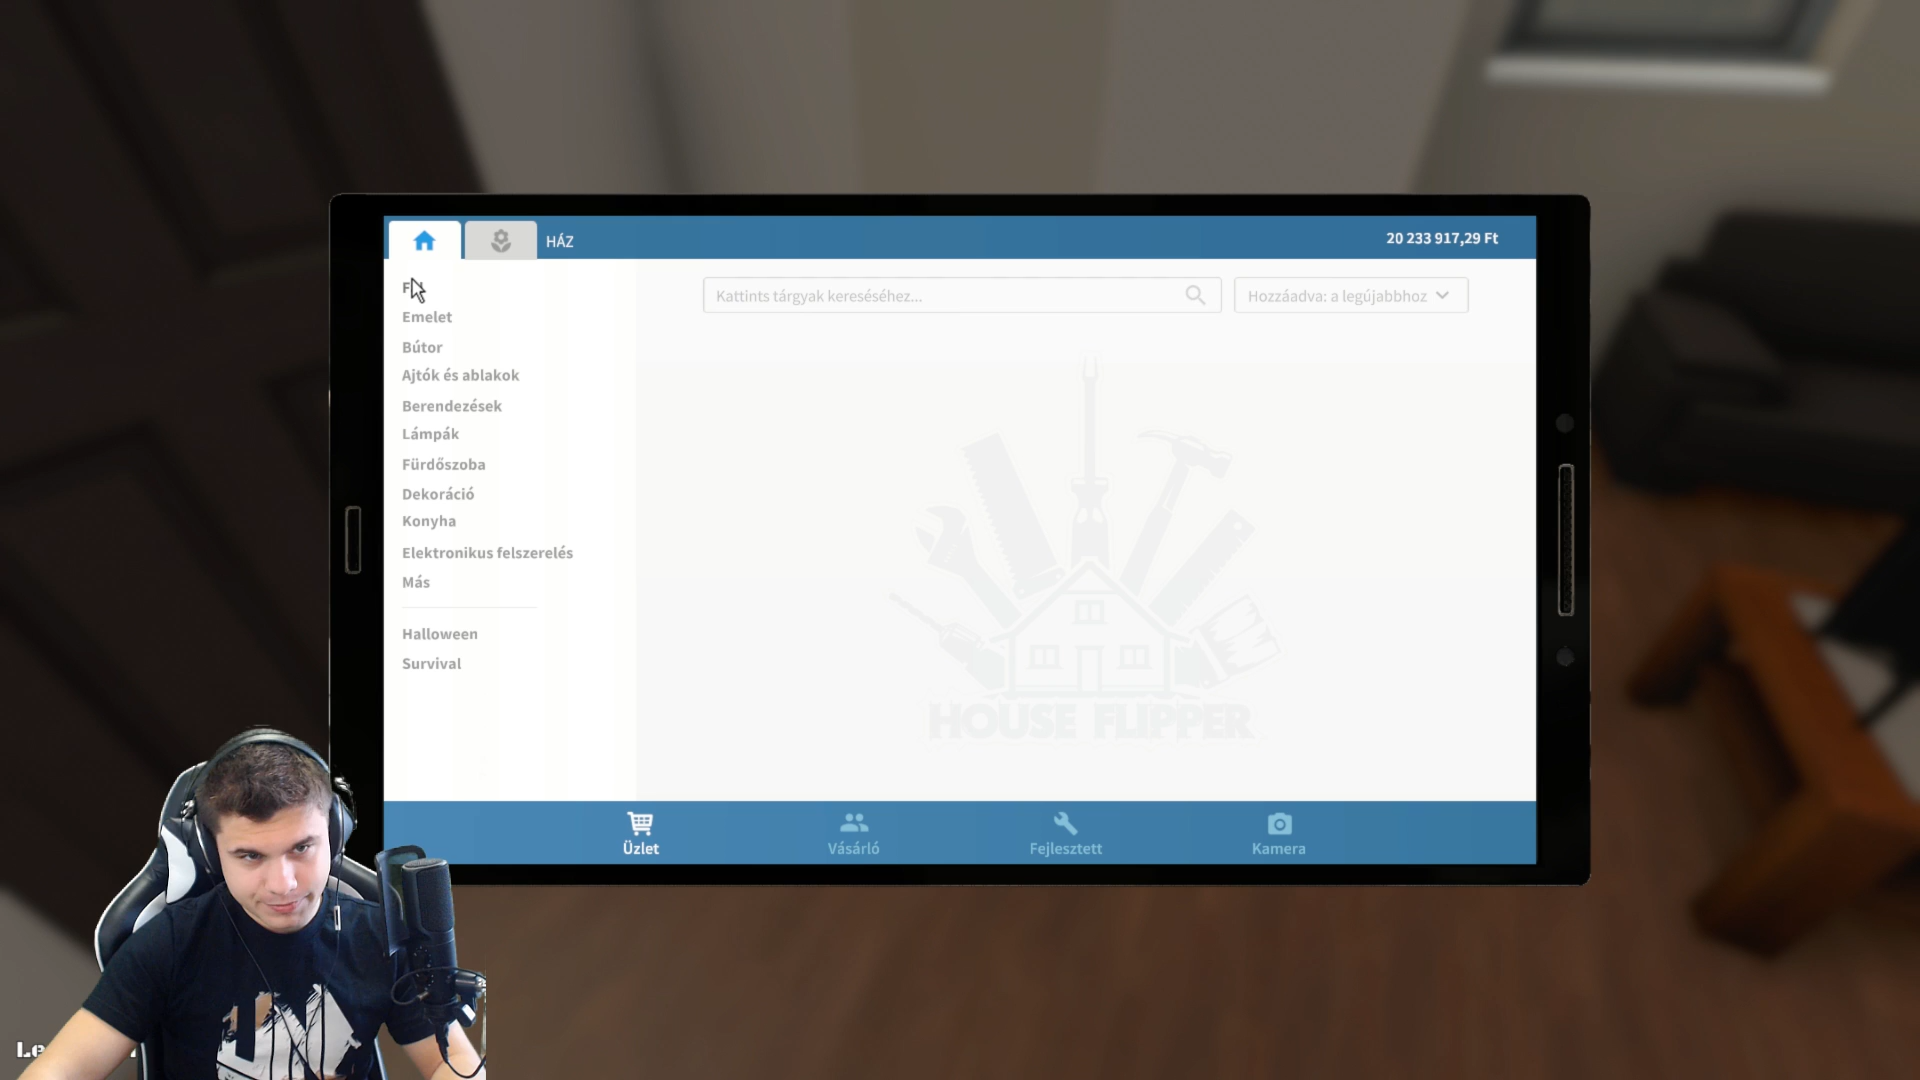 HÁZ
20 233 917,29 Ft
Kattints tárgyak kereséséhez...
Hozzáadva: a legújabbhoz
Emelet
Bútor
Ajtók és ablakok
Berendezések
Lámpák
Fürdőszoba
Dekoráció
Konyha
Elektronikus felszerelés
Más
Halloween
Survival
HOUSE FLIPPER
Üzlet
Vásárló
Fejlesztett
Kamera